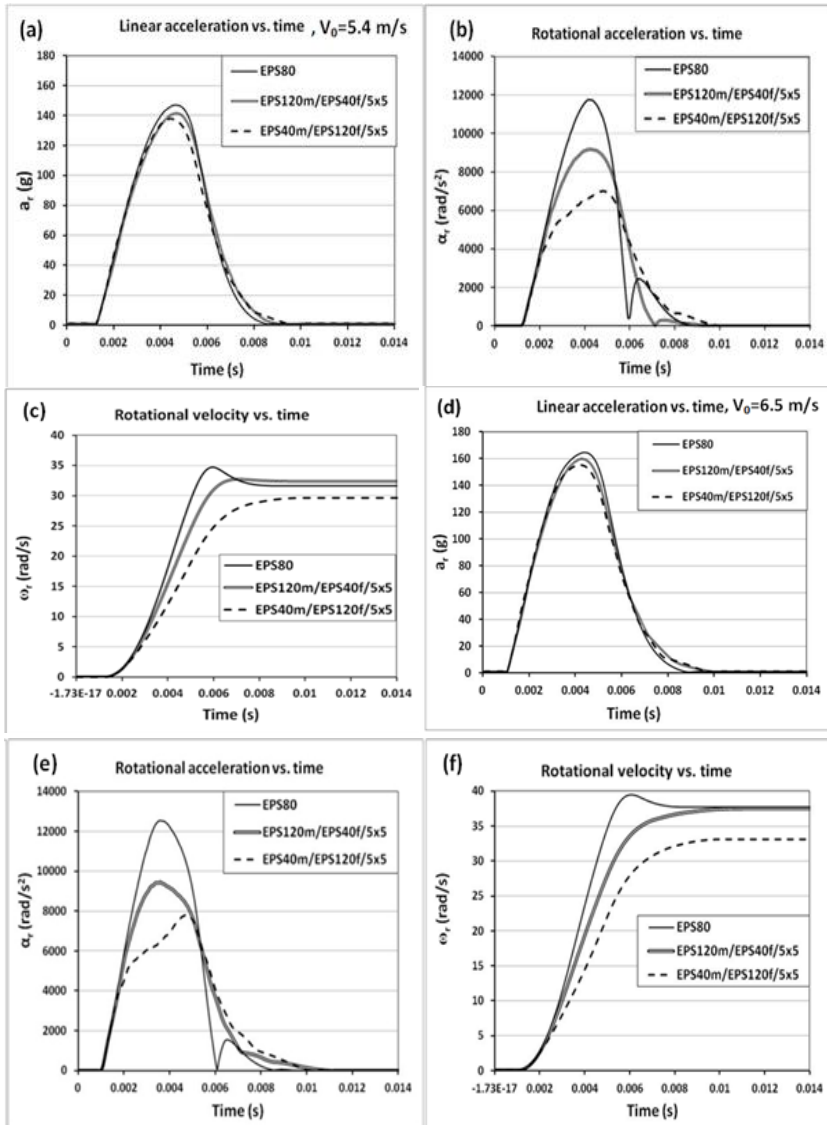 (a)
Linear acceleration vs. time , V₀=5.4 m/s
180
160
140
120
100
80
60
40
20
0
aᵣ (g)
EPS80
EPS120m/EPS40f/5x5
EPS40m/EPS120f/5x5
0 0.002 0.004 0.006 0.008 0.01 0.012 0.014
Time (s)
(b)
Rotational acceleration vs. time
14000
12000
10000
8000
6000
4000
2000
0
αᵣ (rad/s²)
EPS80
EPS120m/EPS40f/5x5
EPS40m/EPS120f/5x5
0 0.002 0.004 0.006 0.008 0.01 0.012 0.014
Time (s)
(c)
Rotational velocity vs. time
40
35
30
25
20
15
10
5
0
ωᵣ (rad/s)
EPS80
EPS120m/EPS40f/5x5
EPS40m/EPS120f/5x5
-1.73E-17 0.002 0.004 0.006 0.008 0.01 0.012 0.014
Time (s)
(d)
Linear acceleration vs. time, V₀=6.5 m/s
180
160
140
120
100
80
60
40
20
0
aᵣ (g)
EPS80
EPS120m/EPS40f/5x5
EPS40m/EPS120f/5x5
0 0.002 0.004 0.006 0.008 0.01 0.012 0.014
Time (s)
(e)
Rotational acceleration vs. time
14000
12000
10000
8000
6000
4000
2000
0
αᵣ (rad/s²)
EPS80
EPS120m/EPS40f/5x5
EPS40m/EPS120f/5x5
0 0.002 0.004 0.006 0.008 0.01 0.012 0.014
Time (s)
(f)
Rotational velocity vs. time
40
35
30
25
20
15
10
5
0
ωᵣ (rad/s)
EPS80
EPS120m/EPS40f/5x5
EPS40m/EPS120f/5x5
-1.73E-17 0.002 0.004 0.006 0.008 0.01 0.012 0.014
Time (s)